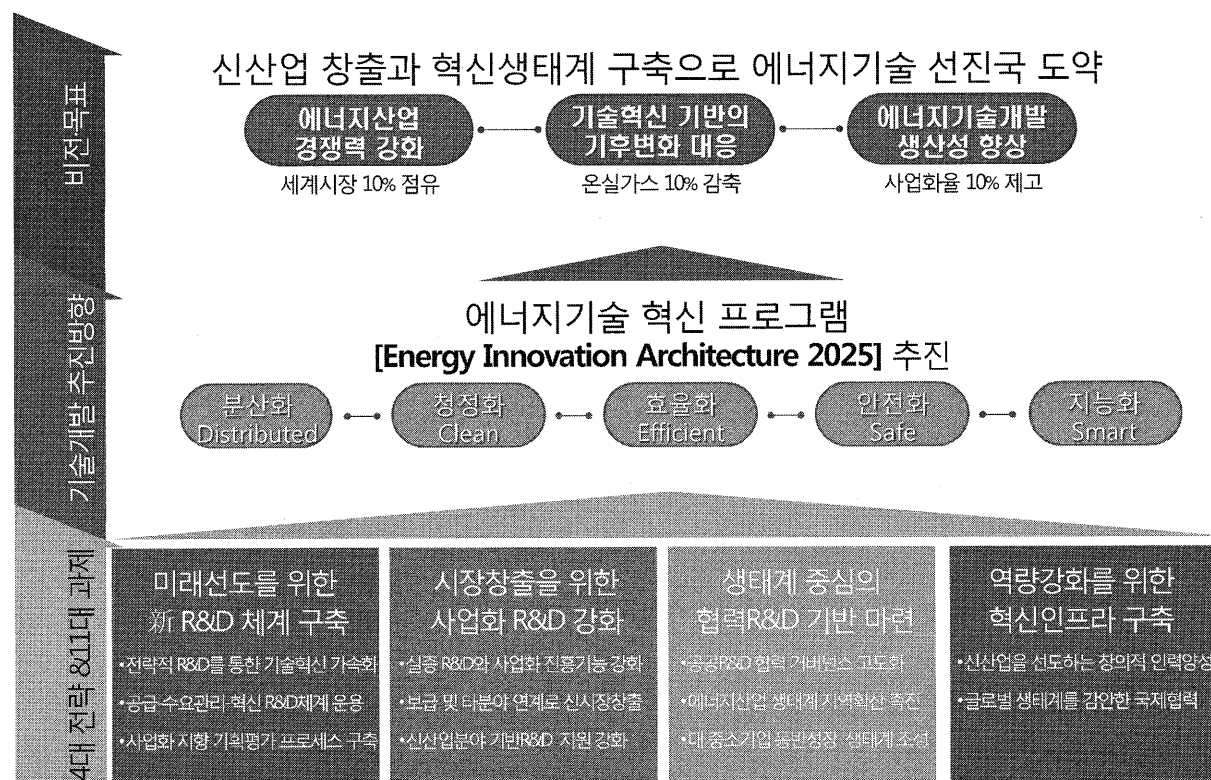 비전·목표
신산업 창출과 혁신생태계 구축으로 에너지기술 선진국 도약
에너지산업
경쟁력 강화
세계시장 10% 점유
기술혁신 기반의
기후변화 대응
온실가스 10% 감축
에너지기술개발
생산성 향상
사업화율 10% 제고
기술개발 추진방향
에너지기술 혁신 프로그램
[Energy Innovation Architecture 2025] 추진
분산화
Distributed
청정화
Clean
효율화
Efficient
안전화
Safe
지능화
Smart
4대 전략 &11대 과제
미래선도를 위한
新 R&D 체계 구축
•전략적 R&D를 통한 기술혁신 가속화
•공급-수요관리-혁신 R&D체계 운용
•사업화 지향 기획평가 프로세스 구축
시장창출을 위한
사업화 R&D 강화
•실증 R&D와 사업화 진흥기능 강화
•보급 및 타분야 연계로 신시장창출
•신산업분야 기반R&D 지원 강화
생태계 중심의
협력R&D 기반 마련
•공공R&D 협력 거버넌스 고도화
•에너지산업 생태계 지역확산 촉진
•대·중소기업 동반성장 생태계 조성
역량강화를 위한
혁신인프라 구축
•신산업을 선도하는 창의적 인력양성
•글로벌 생태계를 감안한 국제협력